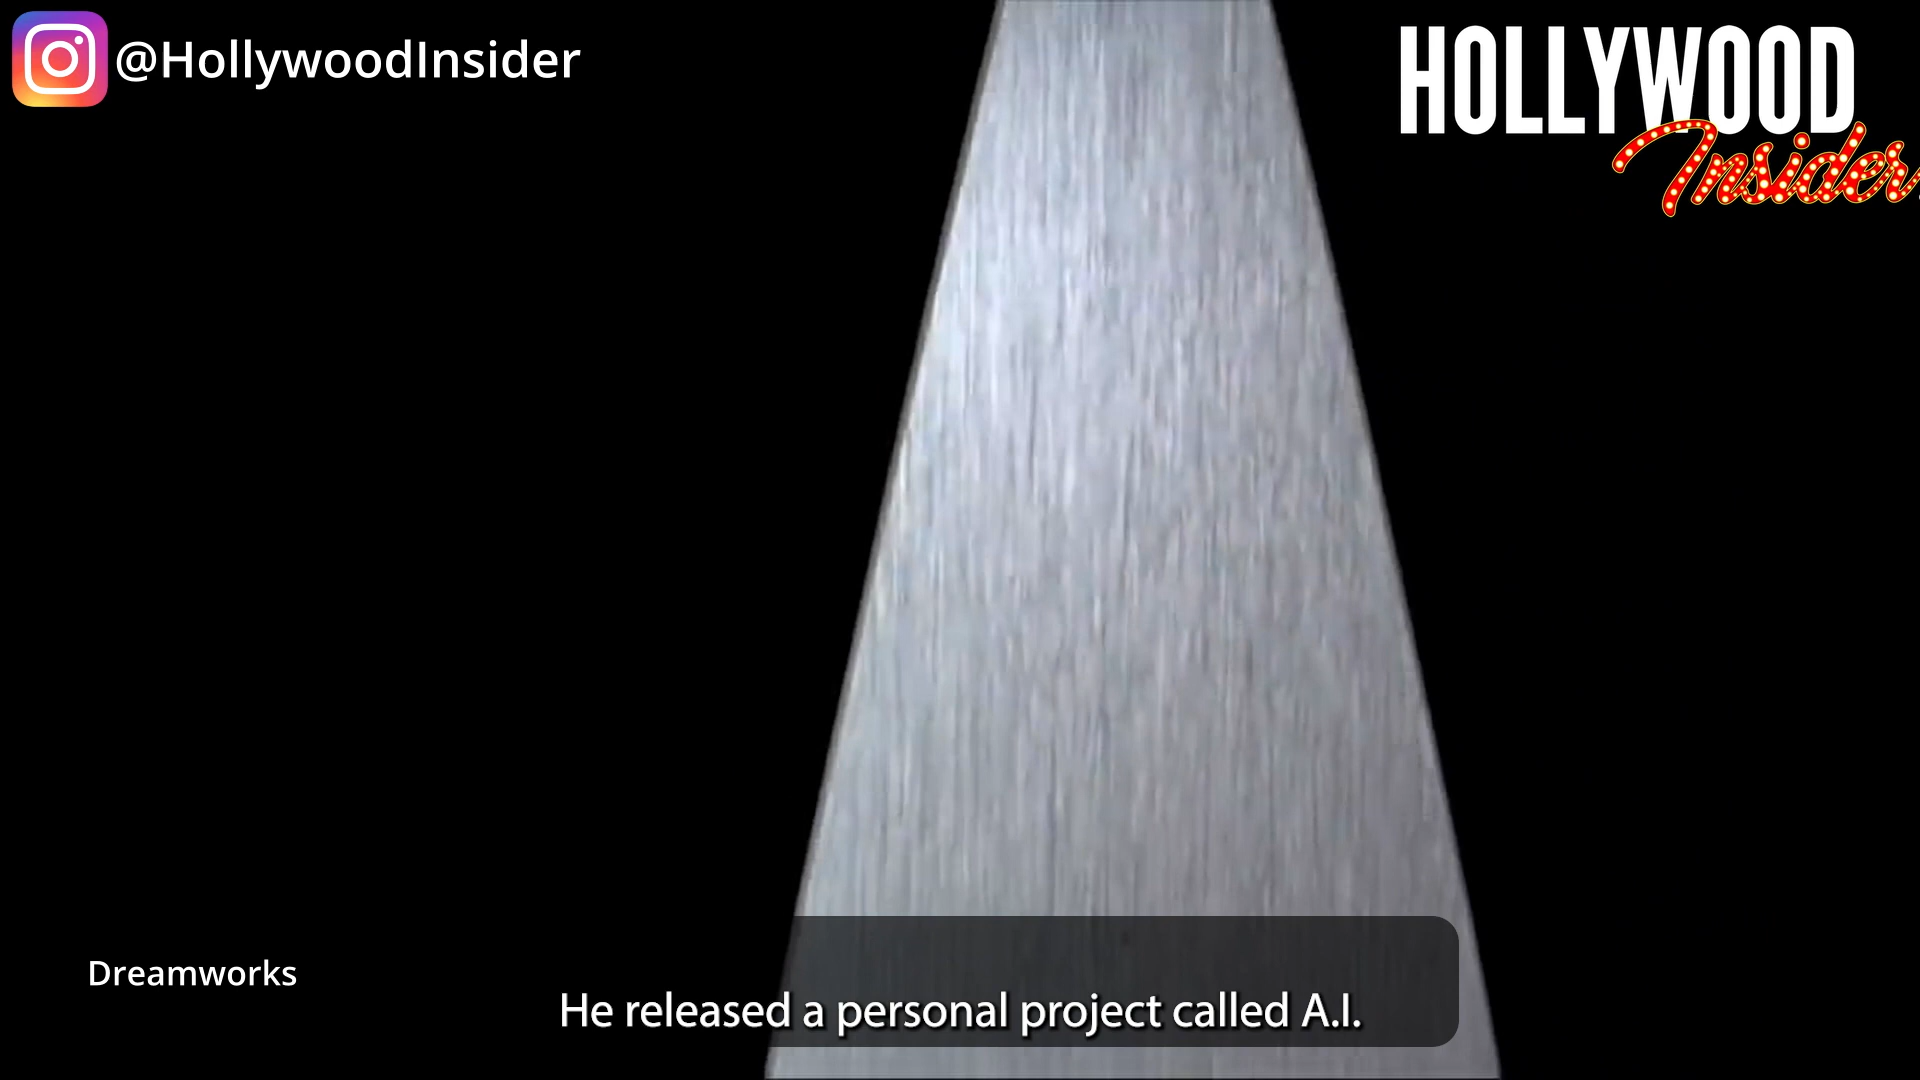 @HollywoodInsider
HOLLYWOOD
Insider
Dreamworks
He released a personal project called A.I.